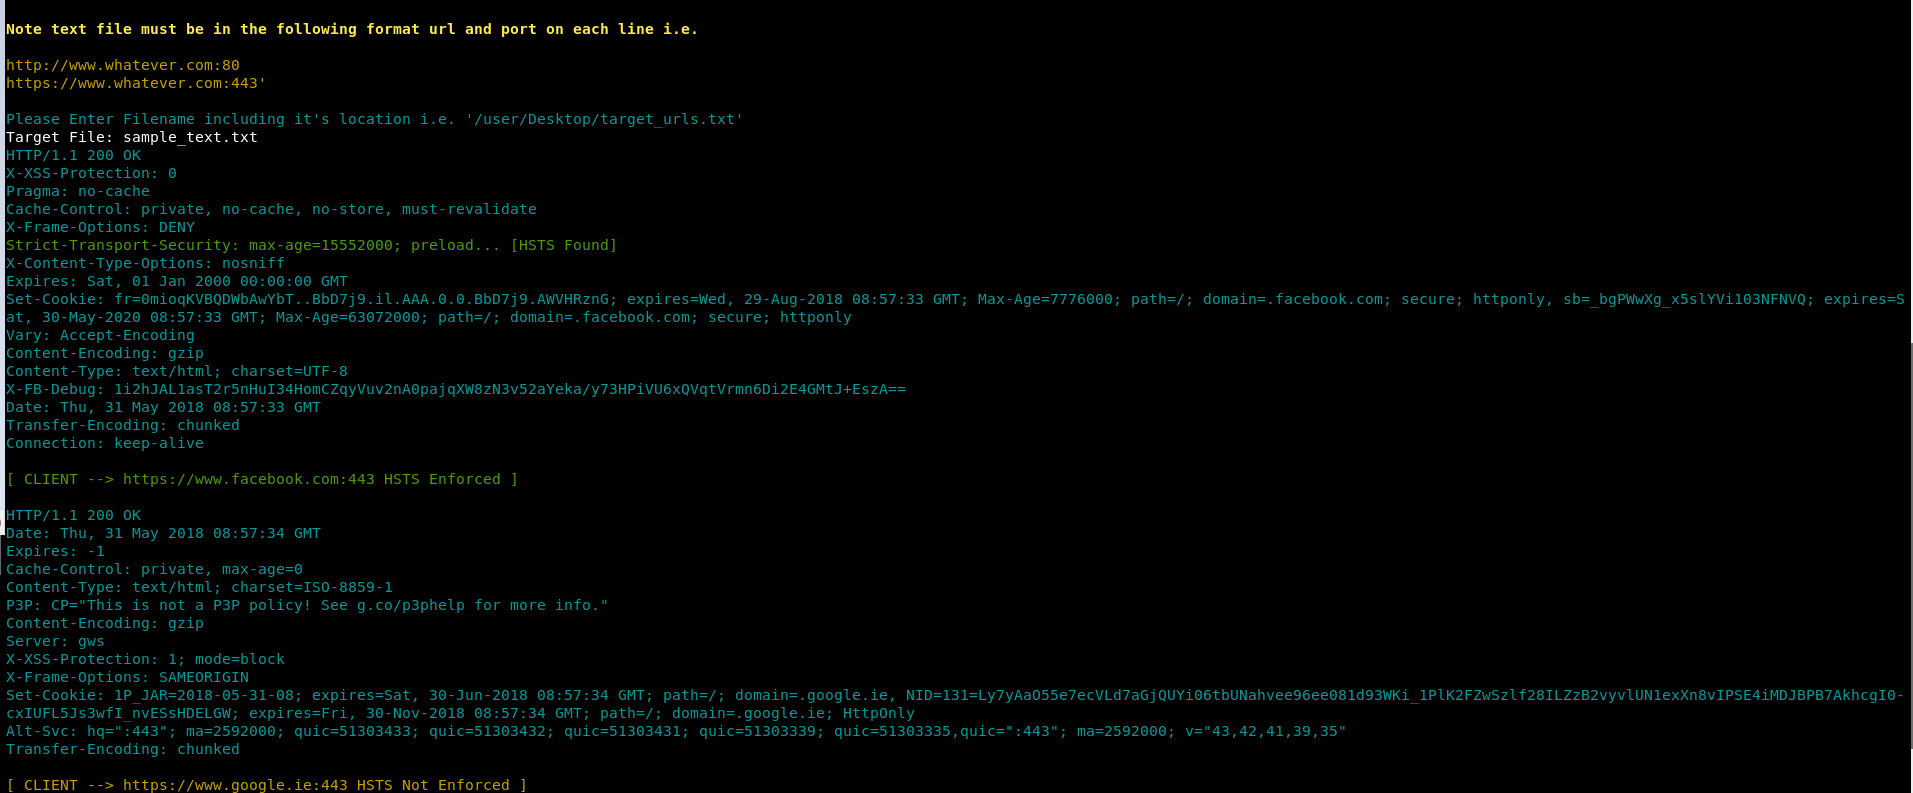 Note text file must be in the following format url and port on each line i.e.
http://www.whatever.com:80
https://www.whatever.com:443'
Please Enter Filename including it's location i.e. '/user/Desktop/target_urls.txt'
Target File: sample_text.txt
HTTP/1.1 200 OK
X-XSS-Protection: 0
Pragma: no-cache
Cache-Control: private, no-cache, no-store, must-revalidate
X-Frame-Options: DENY
Strict-Transport-Security: max-age=15552000; preload... [HSTS Found]
X-Content-Type-Options: nosniff
Expires: Sat, 01 Jan 2000 00:00:00 GMT
Set-Cookie: fr=0mioqKVBQDWbAwYbT..BbD7j9.il.AAA.0.0.BbD7j9.AWVHRznG; expires=Wed, 29-Aug-2018 08:57:33 GMT; Max-Age=7776000; path=/; domain=.facebook.com; secure; httponly, sb=_bgPWwXg_x5slYVi103NFNVQ; expires=S
at, 30-May-2020 08:57:33 GMT; Max-Age=63072000; path=/; domain=.facebook.com; secure; httponly
Vary: Accept-Encoding
Content-Encoding: gzip
Content-Type: text/html; charset=UTF-8
X-FB-Debug: 1i2hJAL1asT2r5nHuI34HomCZqyVuv2nA0pajqXW8zN3v52aYeka/y73HPiVU6xQVqtVrmn6Di2E4GMtJ+EszA==
Date: Thu, 31 May 2018 08:57:33 GMT
Transfer-Encoding: chunked
Connection: keep-alive
[ CLIENT --> https://www.facebook.com:443 HSTS Enforced ]
HTTP/1.1 200 OK
Date: Thu, 31 May 2018 08:57:34 GMT
Expires: -1
Cache-Control: private, max-age=0
Content-Type: text/html; charset=ISO-8859-1
P3P: CP="This is not a P3P policy! See g.co/p3phelp for more info."
Content-Encoding: gzip
Server: gws
X-XSS-Protection: 1; mode=block
X-Frame-Options: SAMEORIGIN
Set-Cookie: 1P_JAR=2018-05-31-08; expires=Sat, 30-Jun-2018 08:57:34 GMT; path=/; domain=.google.ie, NID=131=Ly7yAaO55e7ecVLd7aGjQUYi06tbUNahvee96ee081d93WKi_1PlK2FZwSzlf28ILZzB2vyvlUN1exXn8vIPSE4iMDJBPB7AkhcgI0-
cxIUFL5Js3wfI_nvESsHDELGW; expires=Fri, 30-Nov-2018 08:57:34 GMT; path=/; domain=.google.ie; HttpOnly
Alt-Svc: hq=":443"; ma=2592000; quic=51303433; quic=51303432; quic=51303431; quic=51303339; quic=51303335,quic=":443"; ma=2592000; v="43,42,41,39,35"
Transfer-Encoding: chunked
[ CLIENT --> https://www.google.ie:443 HSTS Not Enforced ]